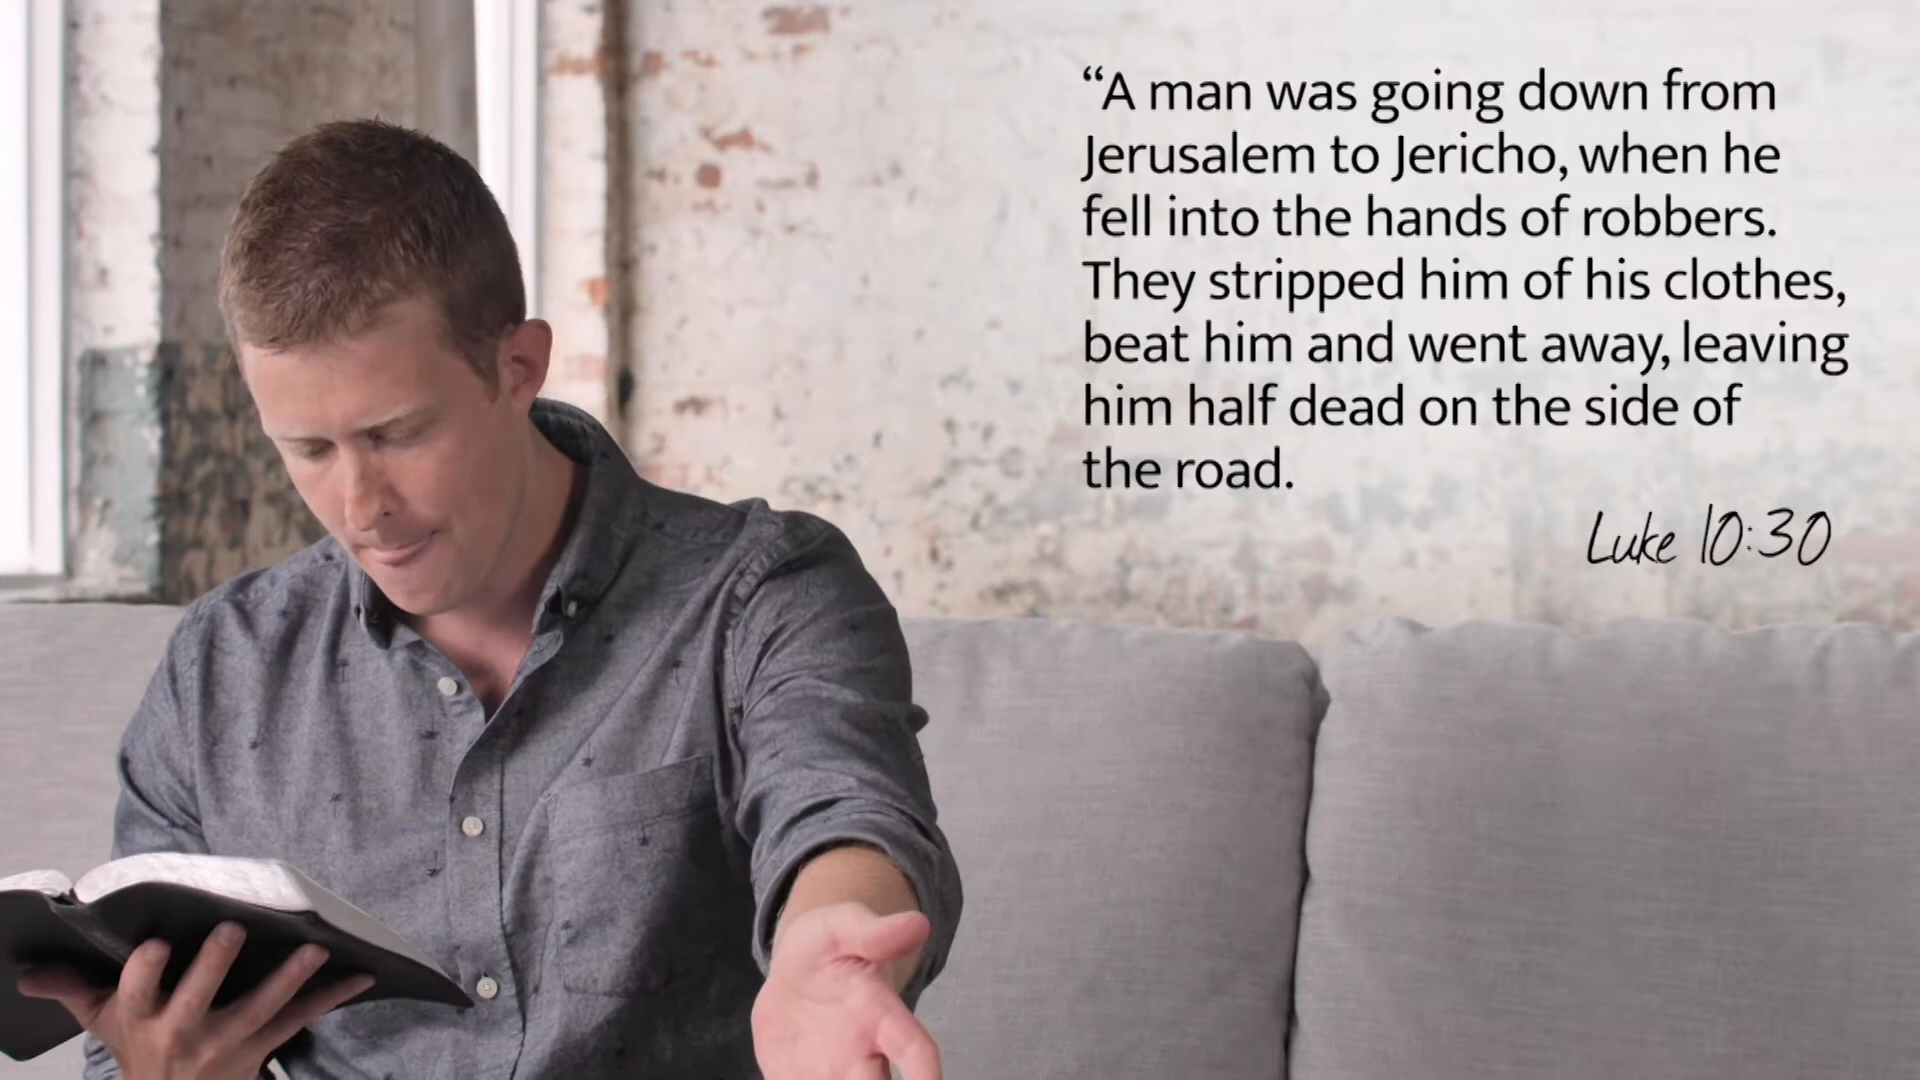 “A man was going down from
Jerusalem to Jericho, when he
fell into the hands of robbers.
They stripped him of his clothes,
beat him and went away, leaving
him half dead on the side of
the road.
Luke 10:30